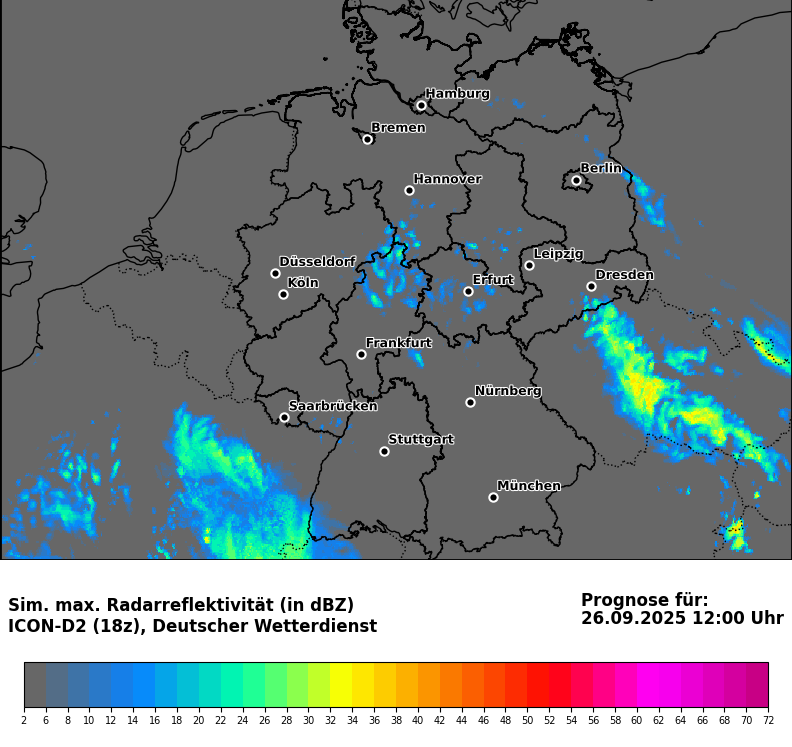 Hamburg
Bremen
Berlin
Hannover
Leipzig
Düsseldorf
Dresden
Köln
Erfurt
Frankfurt
Nürnberg
Saarbrücken
Stuttgart
München
Sim. max. Radarreflektivität (in dBZ)
ICON-D2 (18z), Deutscher Wetterdienst
Prognose für:
26.09.2025 12:00 Uhr
2 6 8 10 12 14 16 18 20 22 24 26 28 30 32 34 36 38 40 42 44 46 48 50 52 54 56 58 60 62 64 66 68 70 72